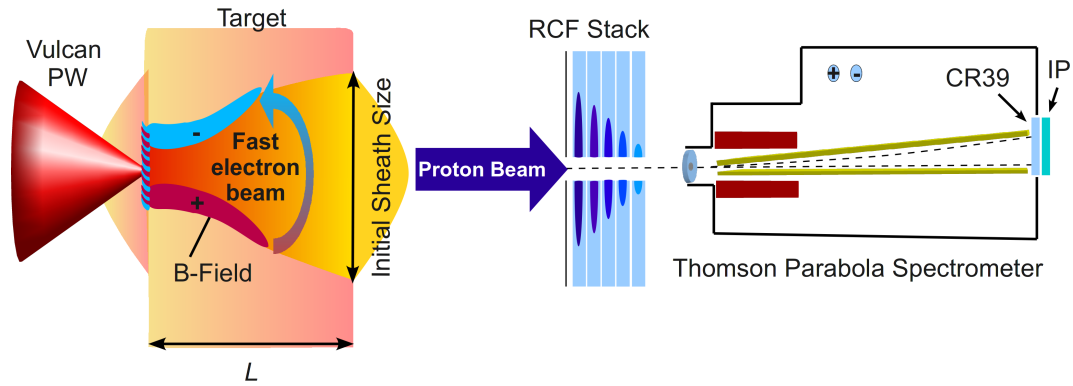 Target
Vulcan
PW
-
Fast
electron
beam
+
B-Field
L
Initial Sheath Size
Proton Beam
RCF Stack
+ -
CR39
IP
Thomson Parabola Spectrometer